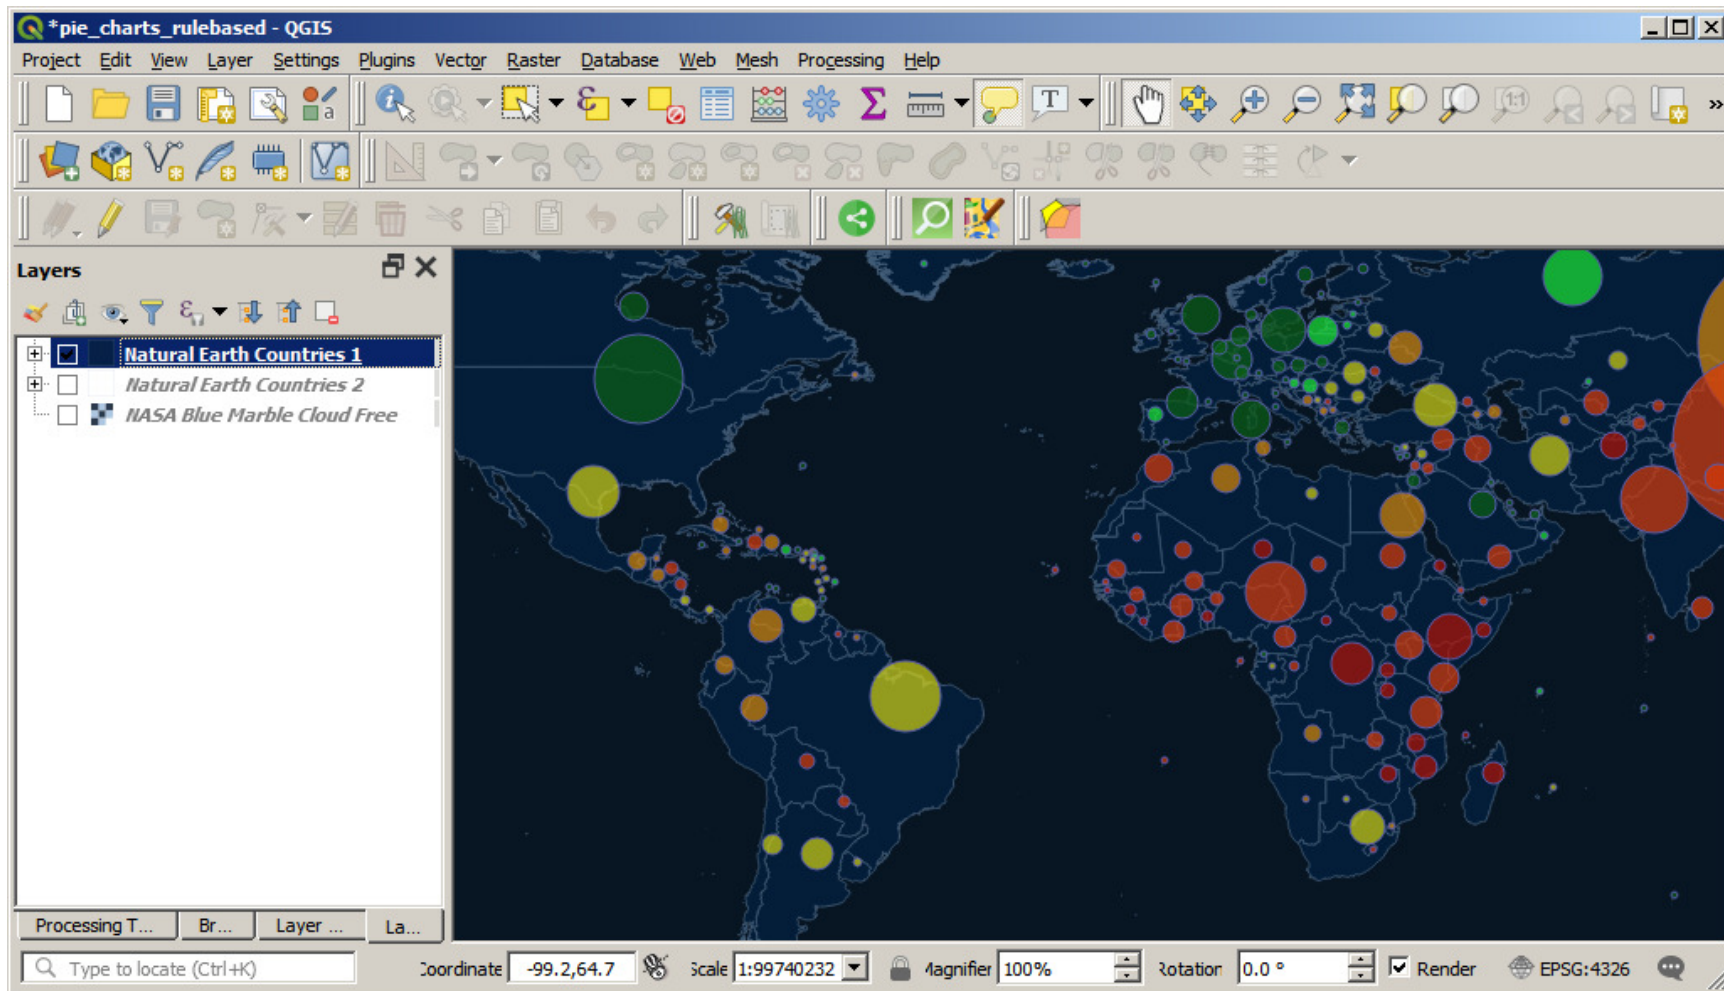 *pie_charts_rulebased - QGIS
Project Edit View Layer Settings Plugins Vector Raster Database Web Mesh Processing Help
Layers
Natural Earth Countries 1
Natural Earth Countries 2
NASA Blue Marble Cloud Free
Processing T... Br... Layer ... La...
Type to locate (Ctrl+K) Coordinate -99.2,64.7 Scale 1:99740232 Magnifier 100% Rotation 0.0 ° Render EPSG:4326